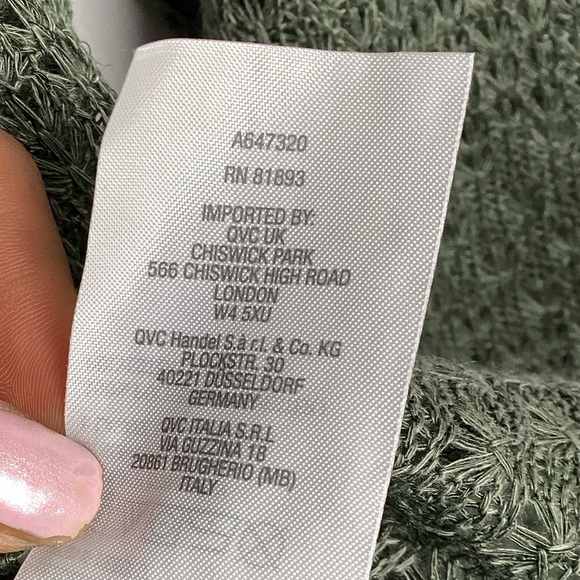 A647320
RN 81893
IMPORTED BY:
QVC UK
CHISWICK PARK
566 CHISWICK HIGH ROAD
LONDON
W4 5XU
QVC Handel S.à r.l. & Co. KG
PLOCKSTR. 30
40221 DÜSSELDORF
GERMANY
QVC ITALIA S.R.L
VIA GUZZINA 18
20861 BRUGHERIO (MB)
ITALY